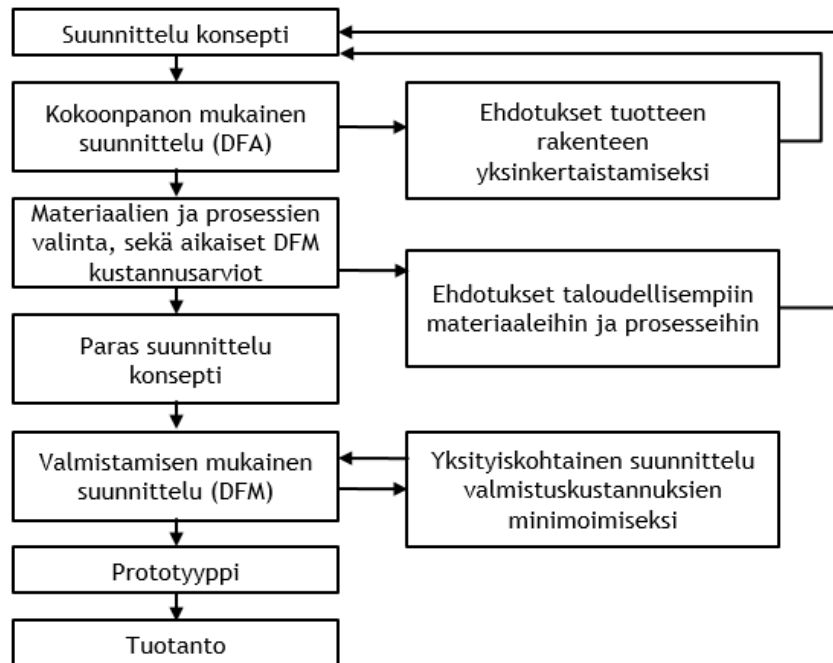 Suunnittelu konsepti
Kokoonpanon mukainen
suunnittelu (DFA)
Ehdotukset tuotteen
rakenteen
yksinkertaistamiseksi
Materiaalien ja prosessien
valinta, sekä aikaiset DFM
kustannusarviot
Ehdotukset taloudellisempiin
materiaaleihin ja prosesseihin
Paras suunnittelu
konsepti
Valmistamisen mukainen
suunnittelu (DFM)
Yksityiskohtainen suunnittelu
valmistuskustannuksien
minimoimiseksi
Prototyyppi
Tuotanto